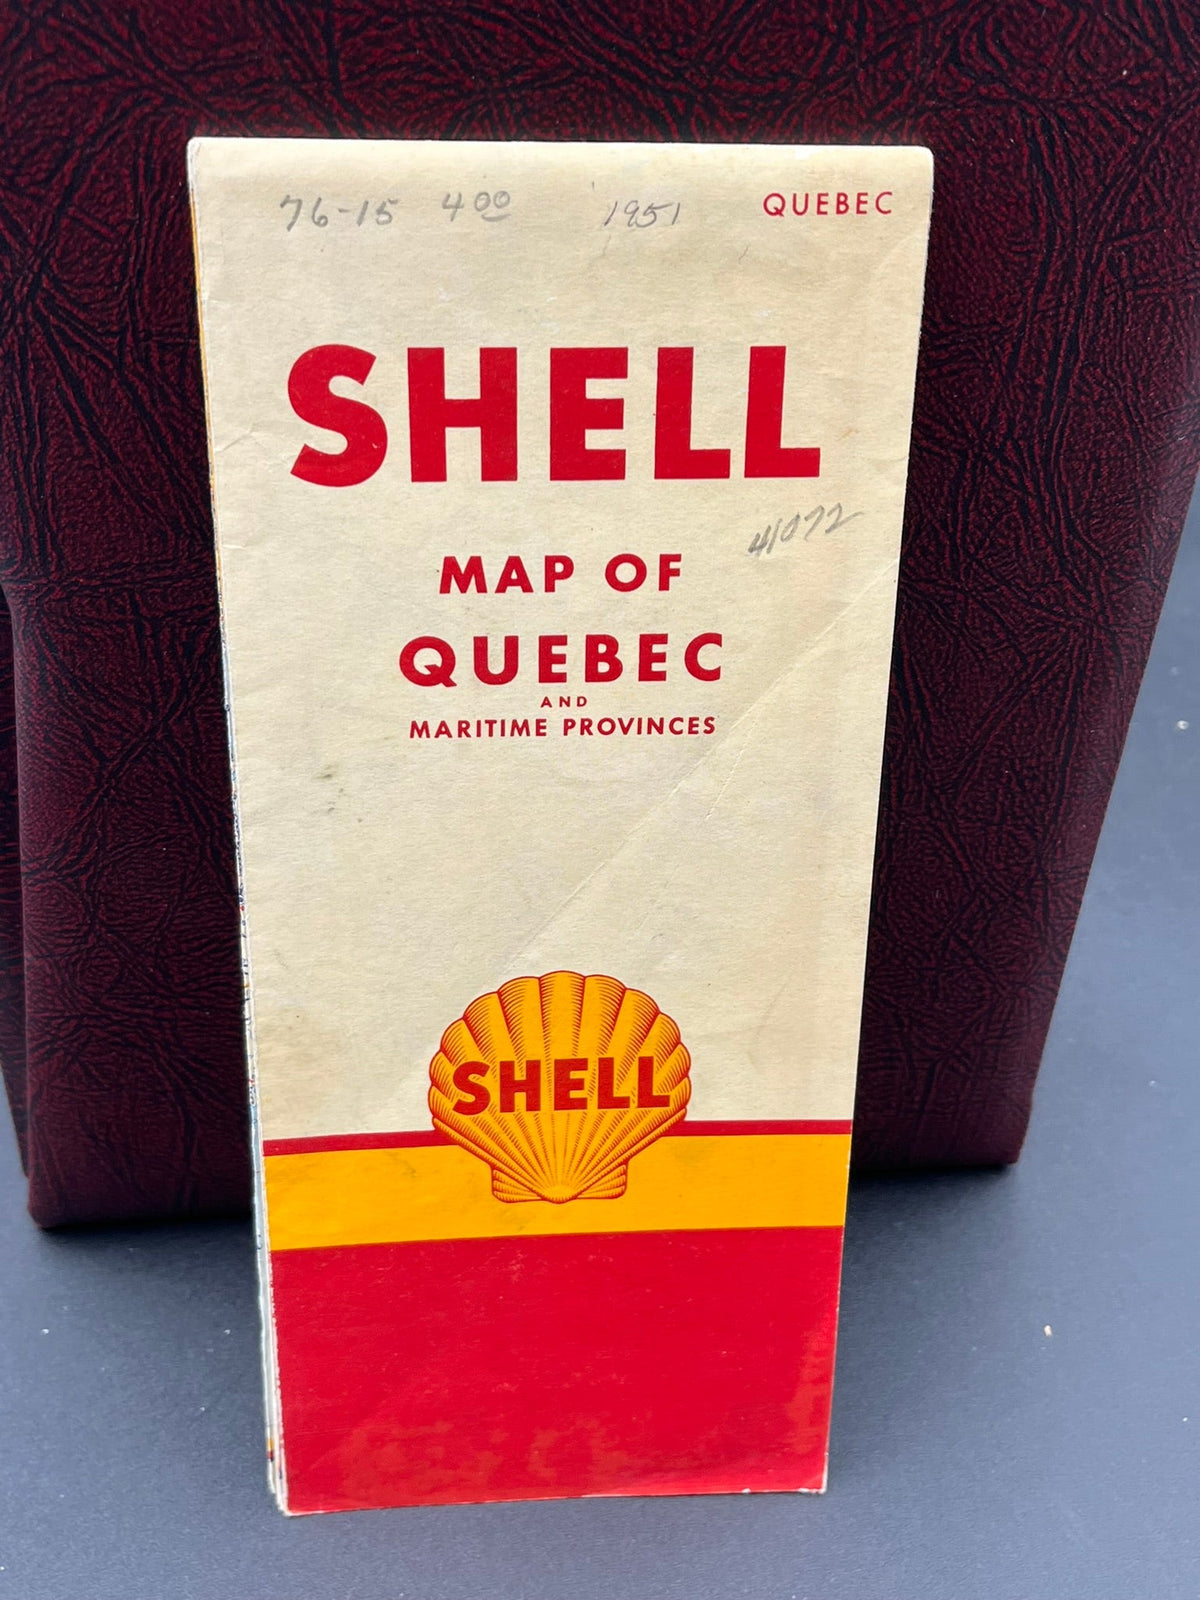 76-15 4 00 1951 QUEBEC
SHELL
41072
MAP OF
QUEBEC
AND
MARITIME PROVINCES
SHELL